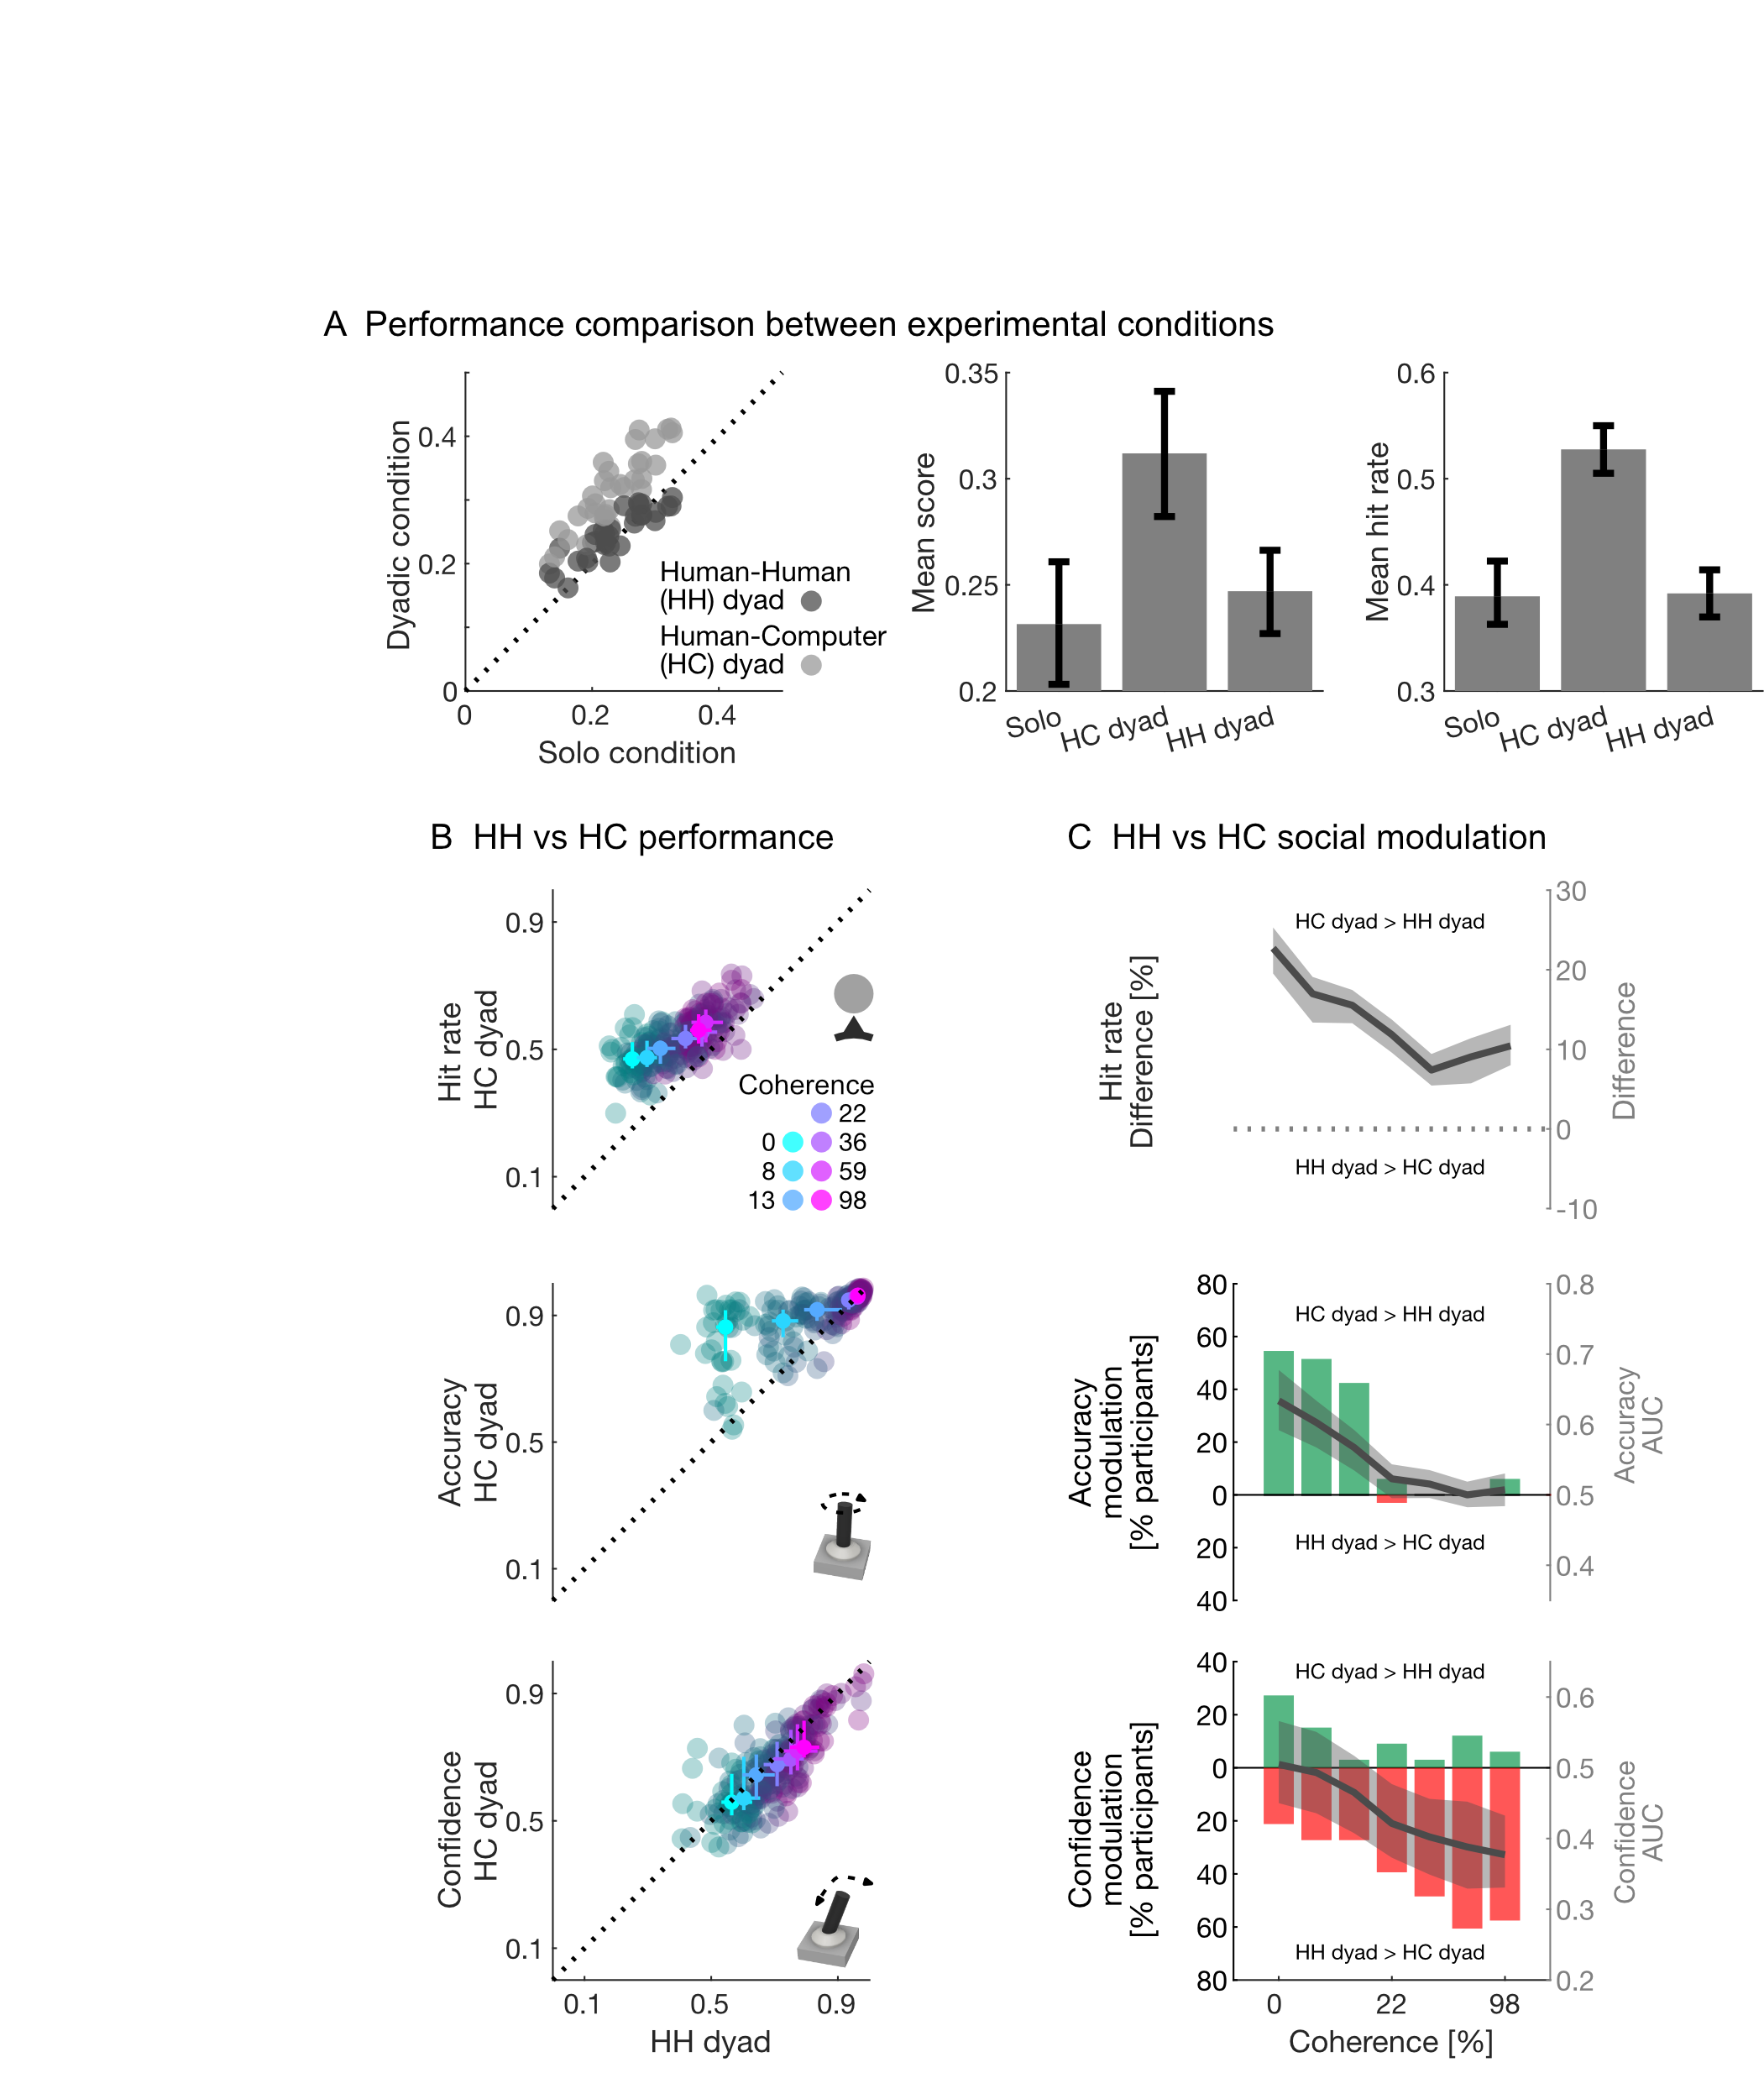 A Performance comparison between experimental conditions
Dyadic condition
0.4
0.2
0
0
0.2
0.4
Solo condition
Human-Human
(HH) dyad
Human-Computer
(HC) dyad
Mean score
0.35
0.3
0.25
0.2
Solo
HC dyad
HH dyad
Mean hit rate
0.6
0.5
0.4
0.3
Solo
HC dyad
HH dyad
B HH vs HC performance
Hit rate
HC dyad
0.9
0.5
0.1
Coherence
22
0
36
8
59
13
98
Accuracy
HC dyad
0.9
0.5
0.1
Confidence
HC dyad
0.9
0.5
0.1
0.1
0.5
0.9
HH dyad
C HH vs HC social modulation
Hit rate
Difference [%]
HC dyad > HH dyad
HH dyad > HC dyad
30
20
10
0
-10
Difference
Accuracy
modulation
[% participants]
80
60
40
20
0
20
40
HC dyad > HH dyad
HH dyad > HC dyad
0.8
0.7
0.6
0.5
0.4
Accuracy
AUC
Confidence
modulation
[% participants]
40
20
0
20
40
60
80
HC dyad > HH dyad
HH dyad > HC dyad
0.6
0.5
0.4
0.3
0.2
Confidence
AUC
0
22
98
Coherence [%]